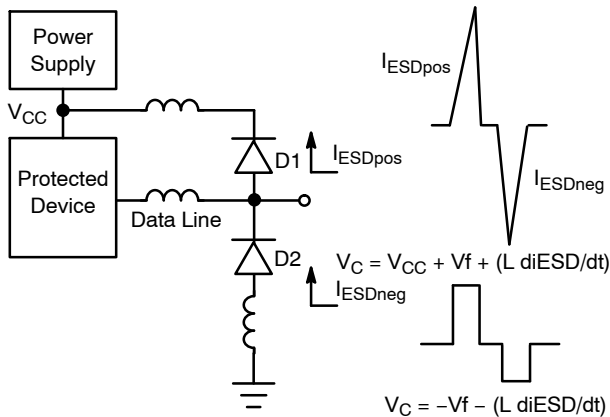 Power
Supply
V_CC
I_ESDpos
D1
I_ESDpos
Protected
Device
Data Line
I_ESDneg
D2
V_C = V_CC + Vf + (L diESD/dt)
I_ESDneg
V_C = −Vf − (L diESD/dt)